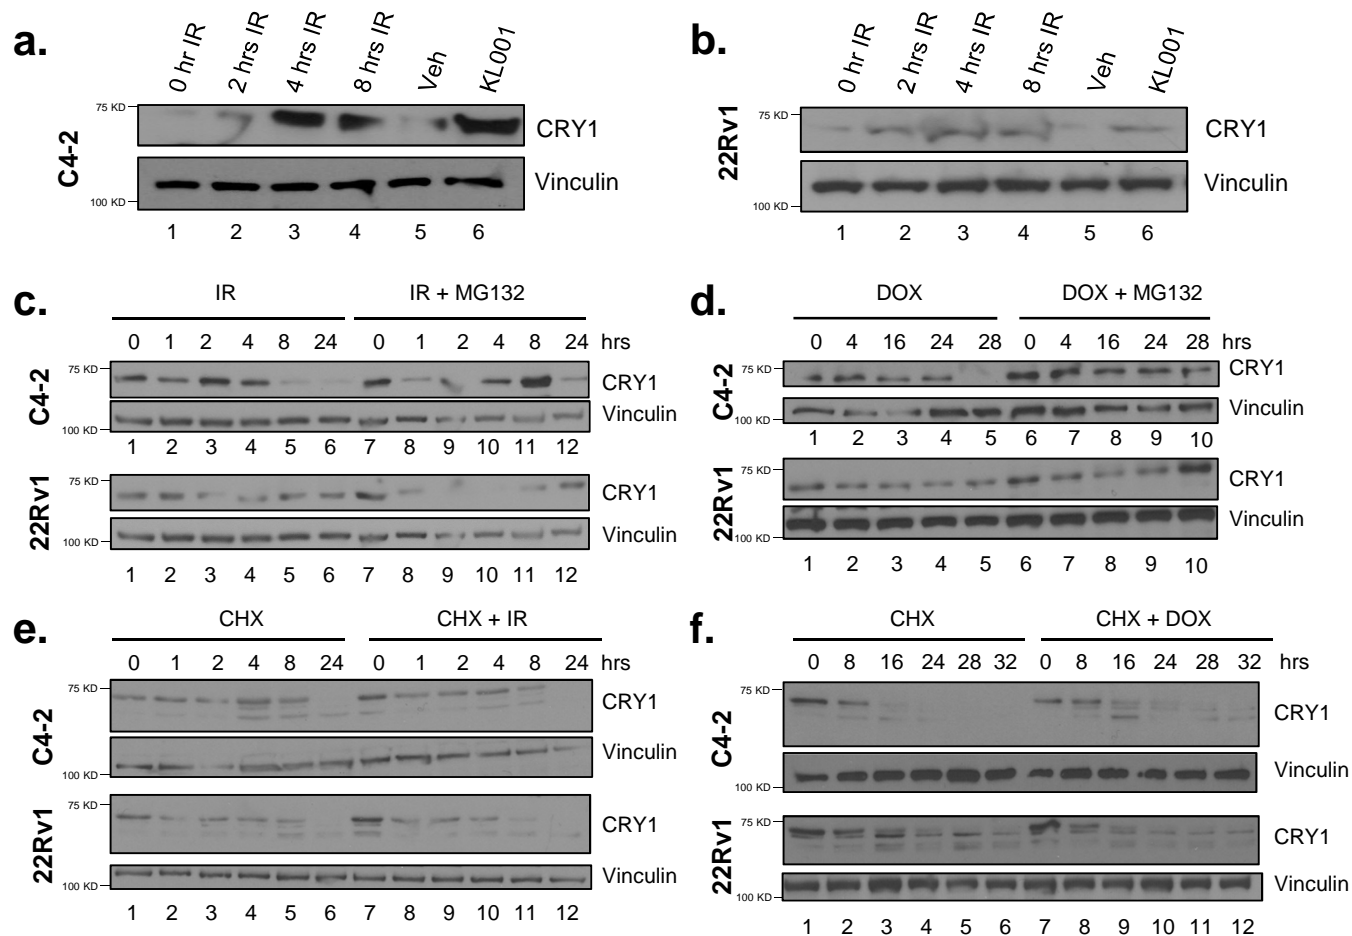 a.
0 hr IR 2 hrs IR 4 hrs IR 8 hrs IR Veh KL001
C4-2
75 KD
CRY1
Vinculin
100 KD
1 2 3 4 5 6
b.
0 hr IR 2 hrs IR 4 hrs IR 8 hrs IR Veh KL001
22Rv1
75 KD
CRY1
Vinculin
100 KD
1 2 3 4 5 6
c.
IR IR + MG132
0 1 2 4 8 24 0 1 2 4 8 24 hrs
C4-2
75 KD
CRY1
Vinculin
100 KD
1 2 3 4 5 6 7 8 9 10 11 12
22Rv1
75 KD
CRY1
Vinculin
100 KD
1 2 3 4 5 6 7 8 9 10 11 12
d.
DOX DOX + MG132
0 4 16 24 28 0 4 16 24 28 hrs
C4-2
75 KD
CRY1
Vinculin
100 KD
1 2 3 4 5 6 7 8 9 10
22Rv1
75 KD
CRY1
Vinculin
100 KD
1 2 3 4 5 6 7 8 9 10
e.
CHX CHX + IR
0 1 2 4 8 24 0 1 2 4 8 24 hrs
C4-2
75 KD
CRY1
Vinculin
100 KD
22Rv1
75 KD
CRY1
Vinculin
100 KD
1 2 3 4 5 6 7 8 9 10 11 12
f.
CHX CHX + DOX
0 8 16 24 28 32 0 8 16 24 28 32 hrs
C4-2
75 KD
CRY1
Vinculin
100 KD
22Rv1
75 KD
CRY1
Vinculin
100 KD
1 2 3 4 5 6 7 8 9 10 11 12